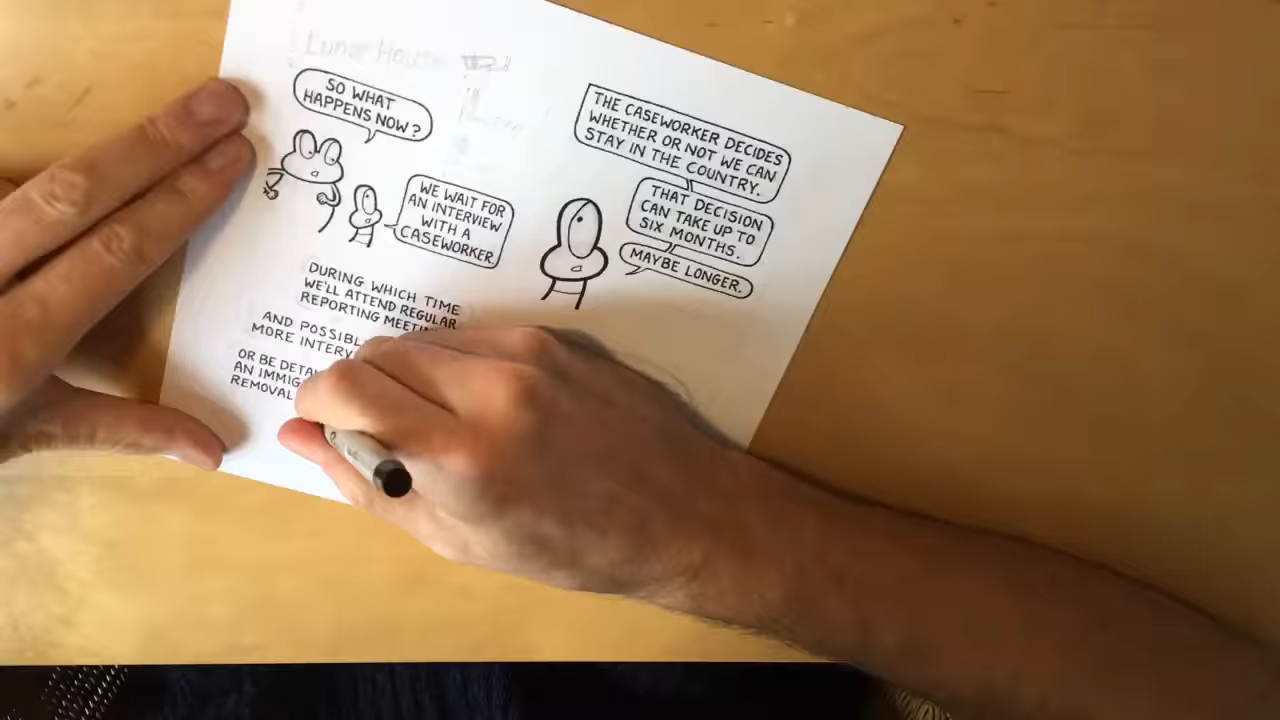 Lunar House
SO WHAT
HAPPENS NOW?
WE WAIT FOR
AN INTERVIEW
WITH A
CASEWORKER.
THE CASEWORKER DECIDES
WHETHER OR NOT WE CAN
STAY IN THE COUNTRY.
THAT DECISION
CAN TAKE UP TO
SIX MONTHS.
MAYBE LONGER.
DURING WHICH TIME
WE'LL ATTEND REGULAR
REPORTING
AND
MORE
OR BE
AN
REMOVAL